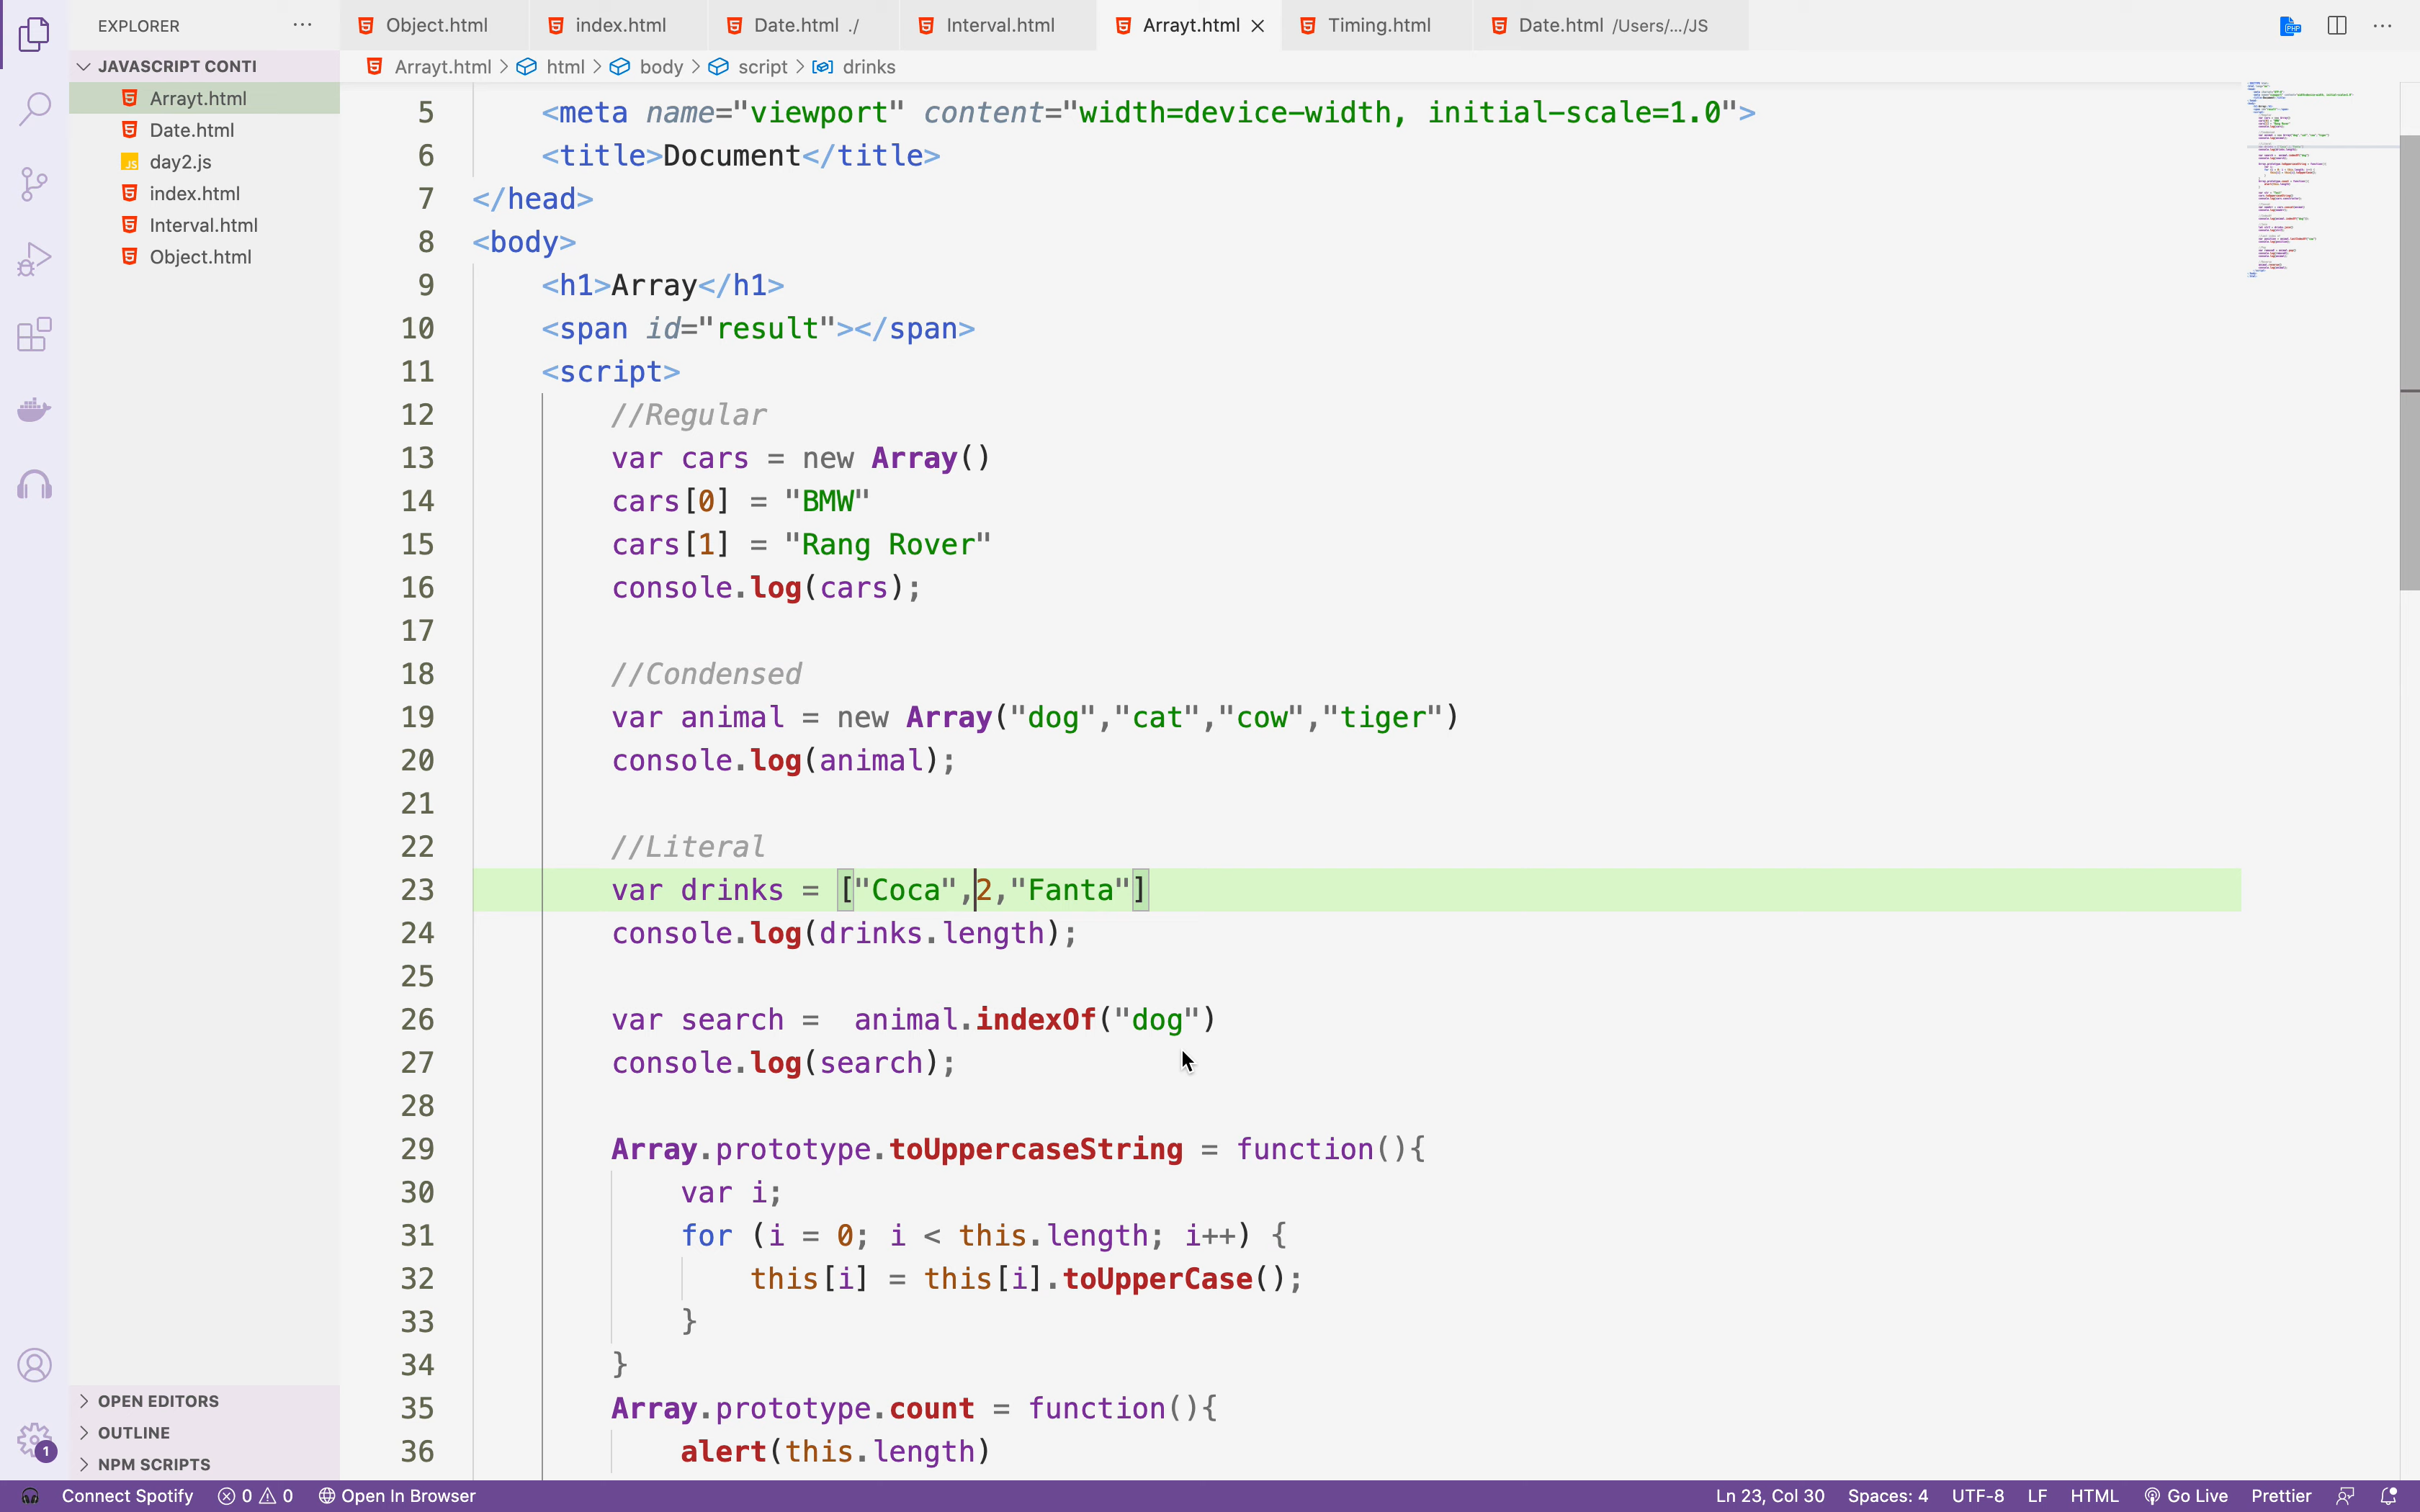 EXPLORER
Object.html
index.html
Date.html ./
Interval.html
Arrayt.html
Timing.html
Date.html /Users/.../JS
JAVASCRIPT CONTI
Arrayt.html
Date.html
day2.js
index.html
Interval.html
Object.html
Arrayt.html > html > body > script > drinks
5 <meta name="viewport" content="width=device-width, initial-scale=1.0">
6 <title>Document</title>
7 </head>
8 <body>
9 <h1>Array</h1>
10 <span id="result"></span>
11 <script>
12 //Regular
13 var cars = new Array()
14 cars[0] = "BMW"
15 cars[1] = "Rang Rover"
16 console.log(cars);
17
18 //Condensed
19 var animal = new Array("dog","cat","cow","tiger")
20 console.log(animal);
21
22 //Literal
23 var drinks = ["Coca",2,"Fanta"]
24 console.log(drinks.length);
25
26 var search =  animal.indexOf("dog")
27 console.log(search);
28
29 Array.prototype.toUppercaseString = function(){
30 var i;
31 for (i = 0; i < this.length; i++) {
32 this[i] = this[i].toUpperCase();
33 }
34 }
35 Array.prototype.count = function(){
36 alert(this.length)
OPEN EDITORS
OUTLINE
NPM SCRIPTS
1
Connect Spotify 0 0 Open In Browser Ln 23, Col 30 Spaces: 4 UTF-8 LF HTML Go Live Prettier